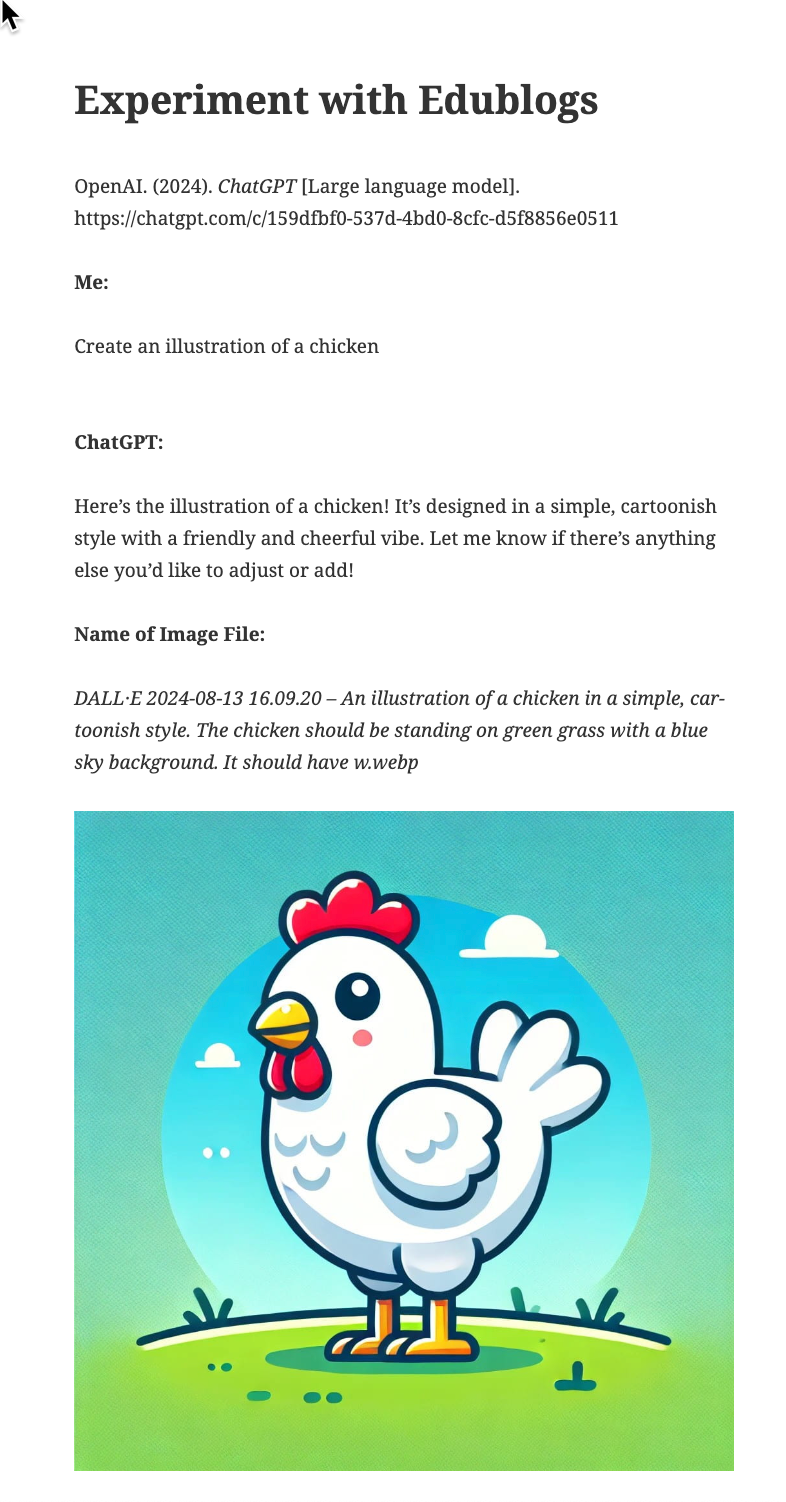 Experiment with Edublogs
OpenAI. (2024). ChatGPT [Large language model].
https://chatgpt.com/c/159dfbf0-537d-4bd0-8cfc-d5f8856e0511
Me:
Create an illustration of a chicken
ChatGPT:
Here’s the illustration of a chicken! It’s designed in a simple, cartoonish
style with a friendly and cheerful vibe. Let me know if there’s anything
else you’d like to adjust or add!
Name of Image File:
DALL·E 2024-08-13 16.09.20 – An illustration of a chicken in a simple, car-
toonish style. The chicken should be standing on green grass with a blue
sky background. It should have w.webp